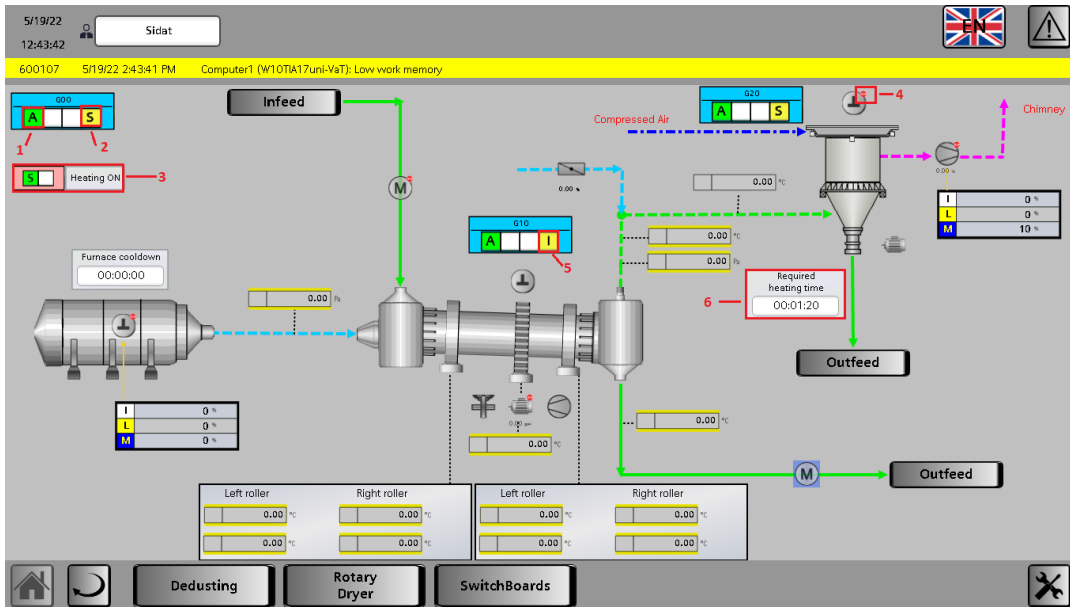 5/19/22
12:43:42
Sidat
EN
600107 5/19/22 2:43:41 PM Computer1 (W10TIA17uni-VaT): Low work memory
G00
A S
1 2
S Heating ON 3
Infeed
M
G20
A S
4
Compressed Air
Chimney
0.00 %
0.00 %
I 0 %
L 0 %
M 10 %
0.00 °C
0.00 °C
0.00 Pa
G10
A I
5
Furnace cooldown
00:00:00
0.00 Pa
6
Required
heating time
00:01:20
Outfeed
I 0 %
L 0 %
M 0 %
0.00
0.00 °C
0.00 °C
M
Outfeed
Left roller Right roller
0.00 °C 0.00 °C
0.00 °C 0.00 °C
Left roller Right roller
0.00 °C 0.00 °C
0.00 °C 0.00 °C
Dedusting
Rotary
Dryer
SwitchBoards